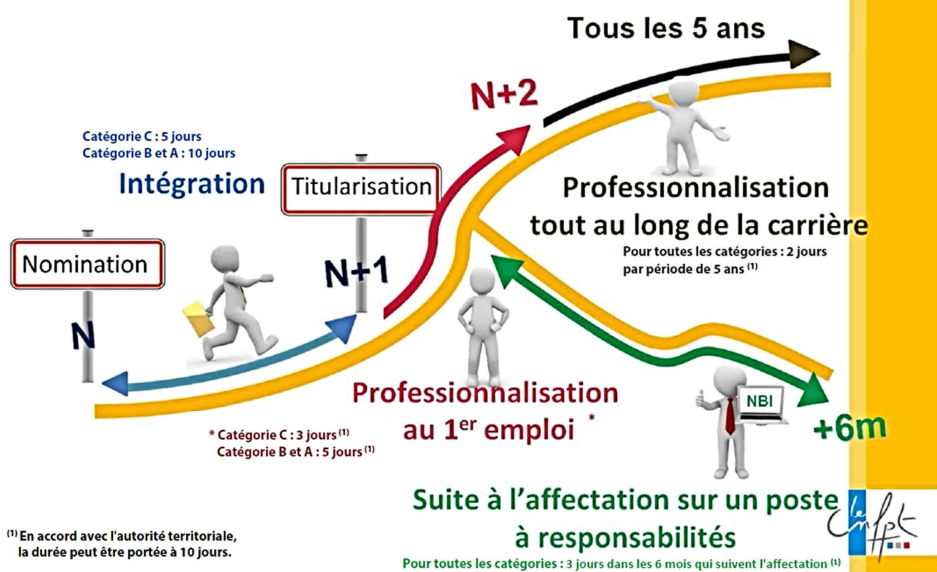 Tous les 5 ans
N+2
Catégorie C : 5 jours
Catégorie B et A : 10 jours
Intégration
Titularisation
Nomination
N
N+1
Professionnalisation
tout au long de la carrière
Pour toutes les catégories : 2 jours
par période de 5 ans (1)
Professionnalisation
au 1er emploi *
* Catégorie C : 3 jours (1)
Catégorie B et A : 5 jours (1)
NBI
+6m
Suite à l'affectation sur un poste
à responsabilités
Pour toutes les catégories : 3 jours dans les 6 mois qui suivent l'affectation (1)
(1) En accord avec l'autorité territoriale,
la durée peut être portée à 10 jours.
le cnfpt